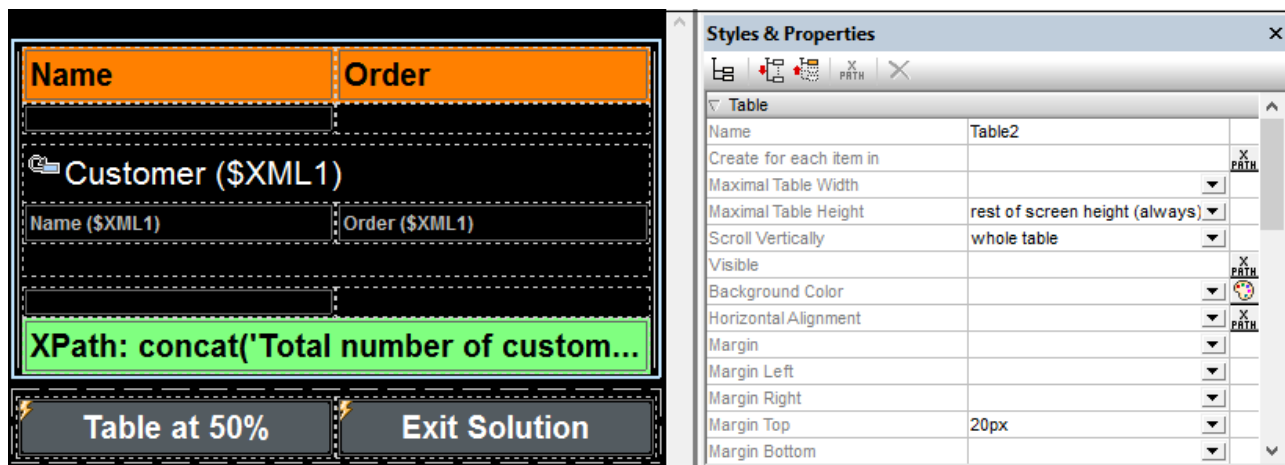 Name Order
Customer ($XML1)
Name ($XML1) Order ($XML1)
XPath: concat('Total number of custom...
Table at 50% Exit Solution
Styles & Properties
X PATH
Table
Name Table2
Create for each item in X PATH
Maximal Table Width
Maximal Table Height rest of screen height (always)
Scroll Vertically whole table
Visible X PATH
Background Color
Horizontal Alignment X PATH
Margin
Margin Left
Margin Right
Margin Top 20px
Margin Bottom